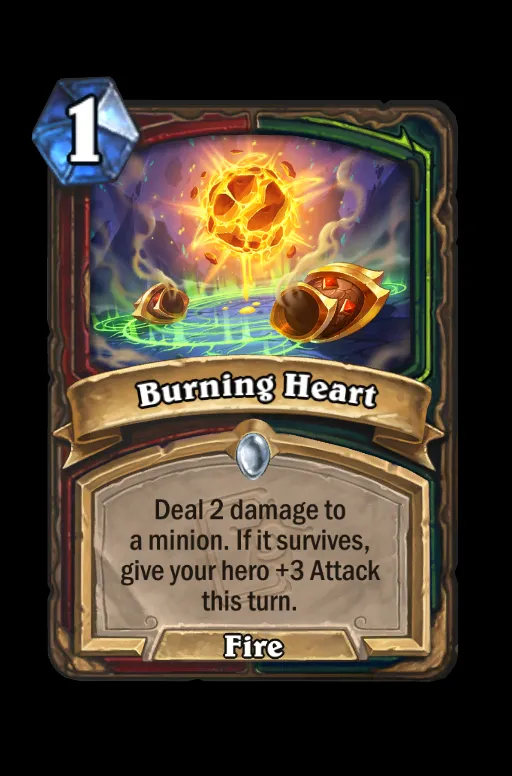 1
Burning Heart
Deal 2 damage to
a minion. If it survives,
give your hero +3 Attack
this turn.
Fire